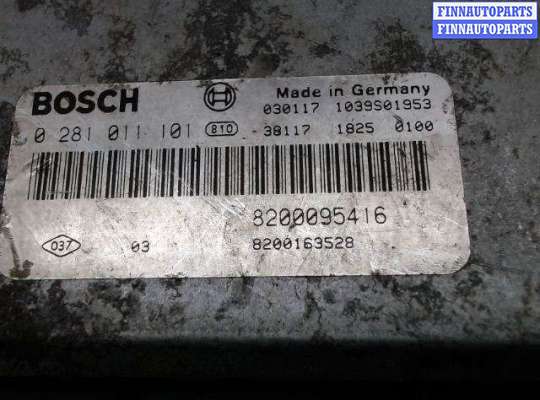 FINNAUTOPARTS
FINNAUTOPARTS
BOSCH
Made in Germany
030117 1039S01953
0 281 011 101 810 38117 1825 0100
8200095416
037 03 8200163528